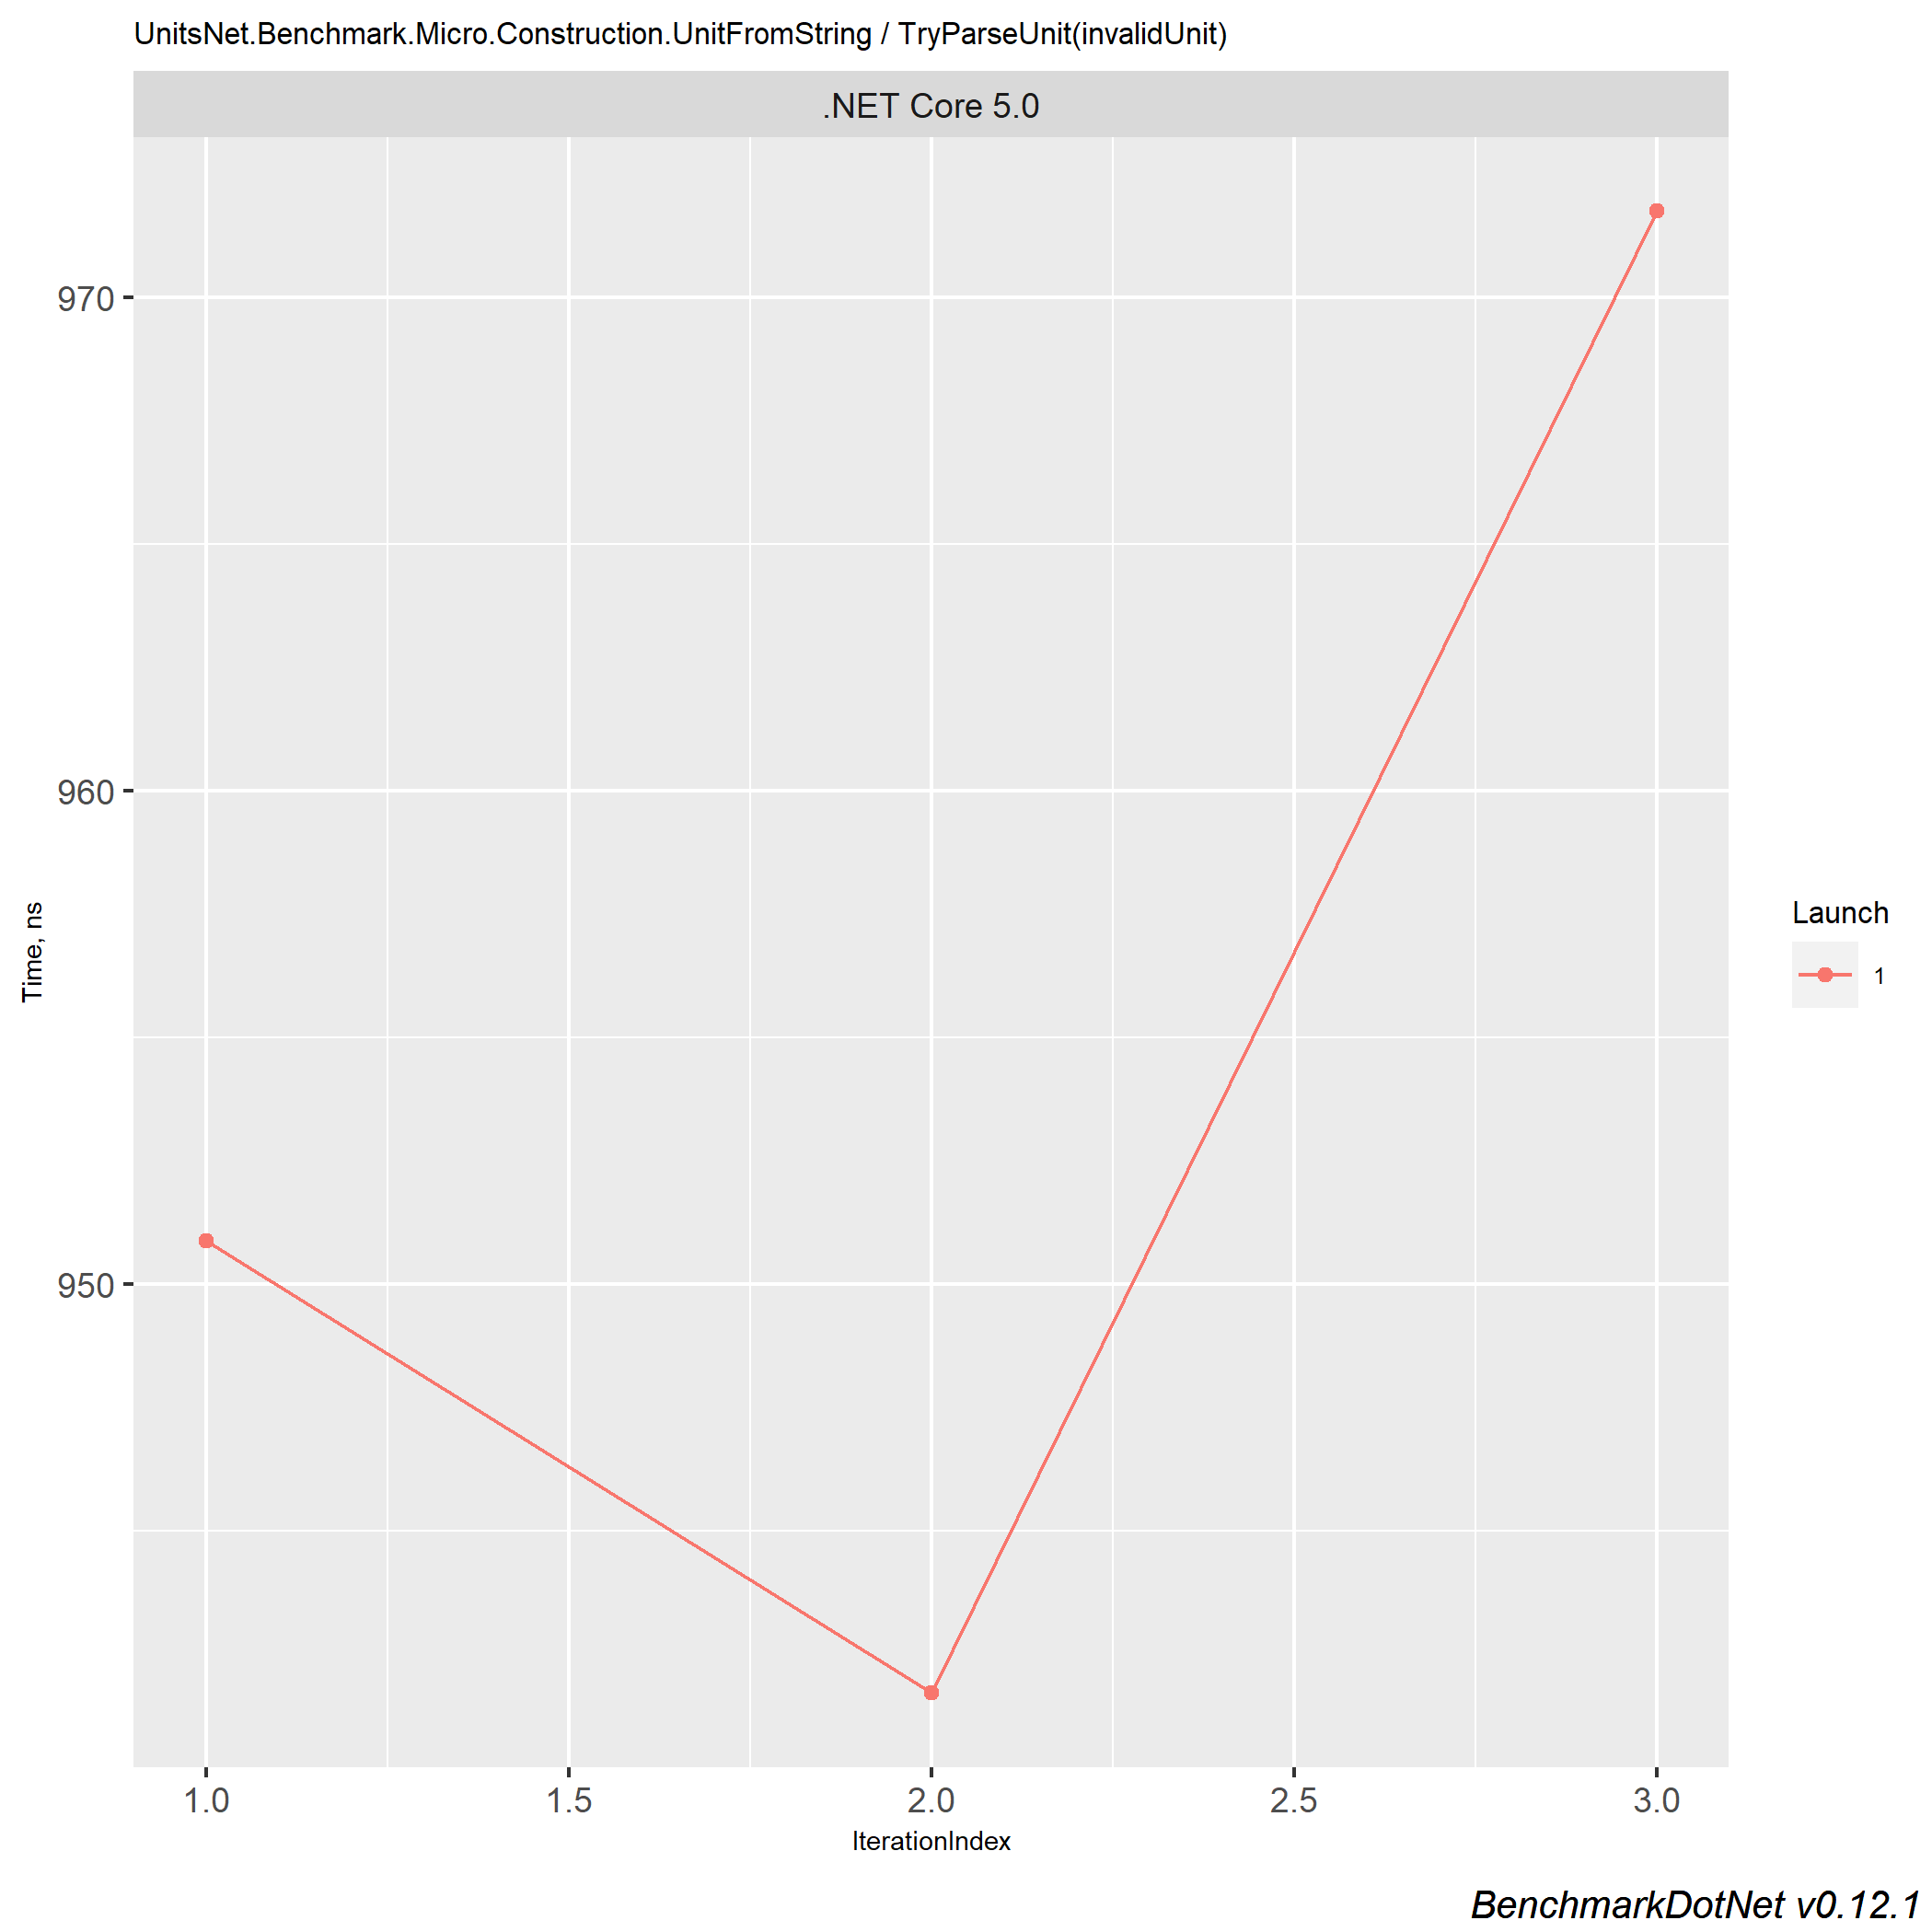 UnitsNet.Benchmark.Micro.Construction.UnitFromString / TryParseUnit(invalidUnit)
.NET Core 5.0
970
960
950
Time, ns
Launch
1
1.0 1.5 2.0 2.5 3.0
IterationIndex
BenchmarkDotNet v0.12.1